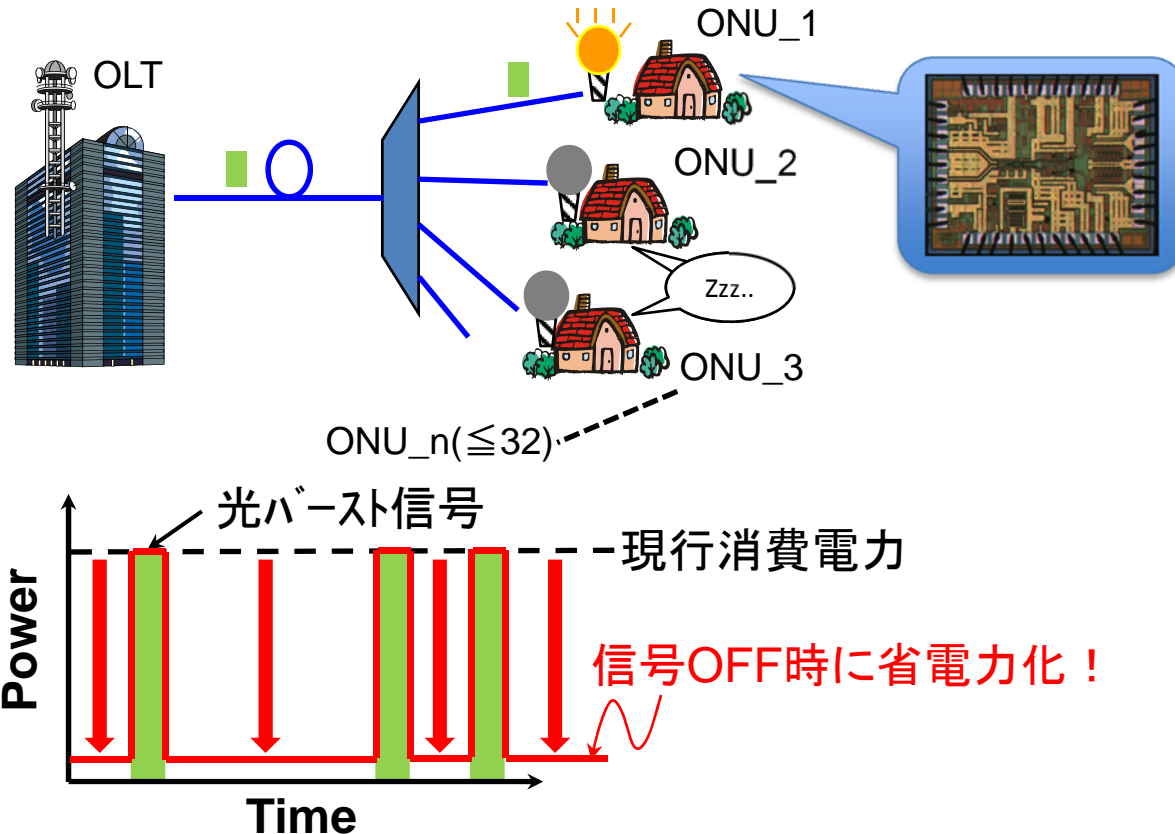 OLT
ONU_1
ONU_2
Zzz..
ONU_3
ONU_n(≦32)
光バースト信号
現行消費電力
信号OFF時に省電力化！
Power
Time